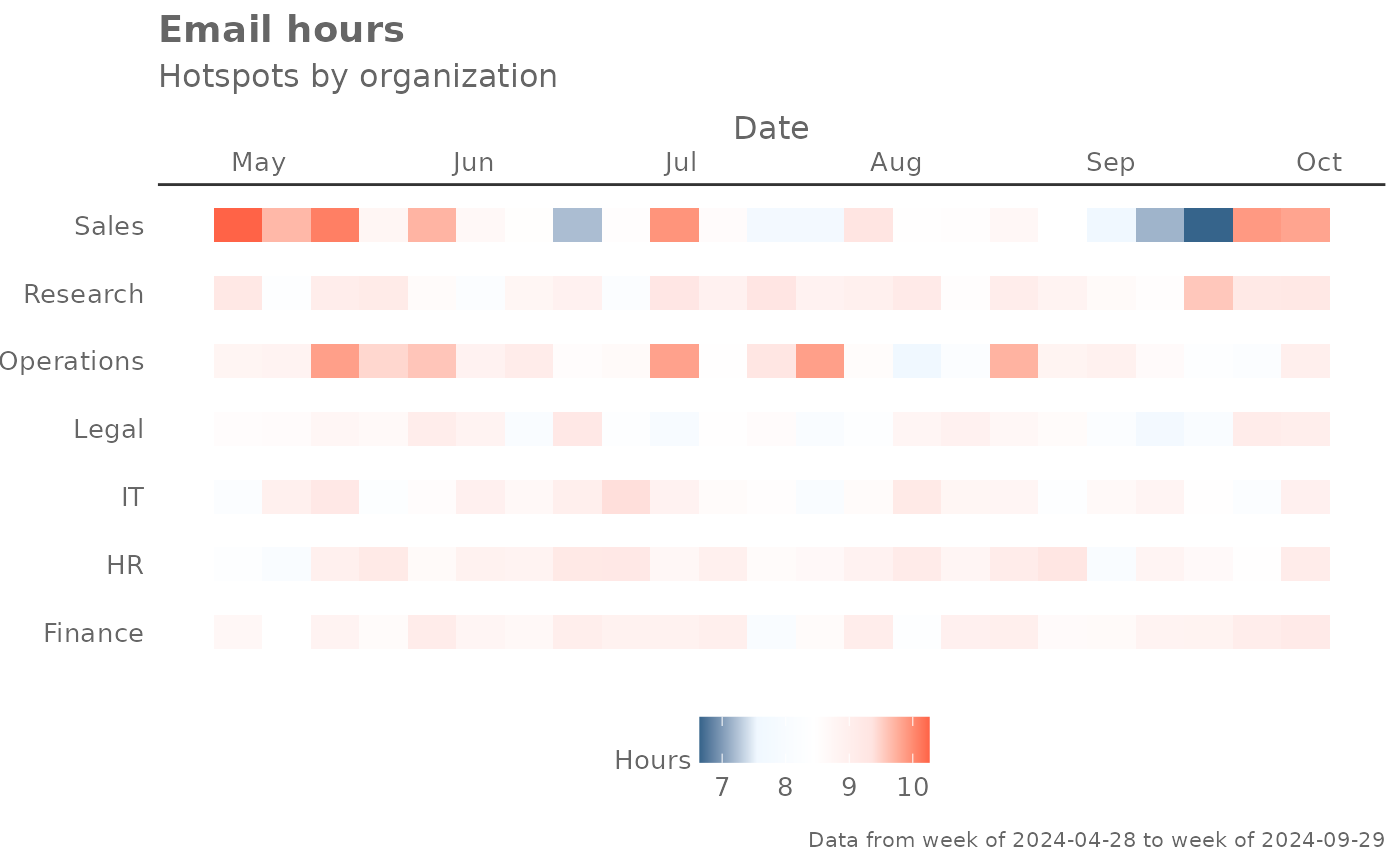 Email hours
Hotspots by organization
Date
May Jun Jul Aug Sep Oct
Sales
Research
Operations
Legal
IT
HR
Finance
Hours
7 8 9 10
Data from week of 2024-04-28 to week of 2024-09-29